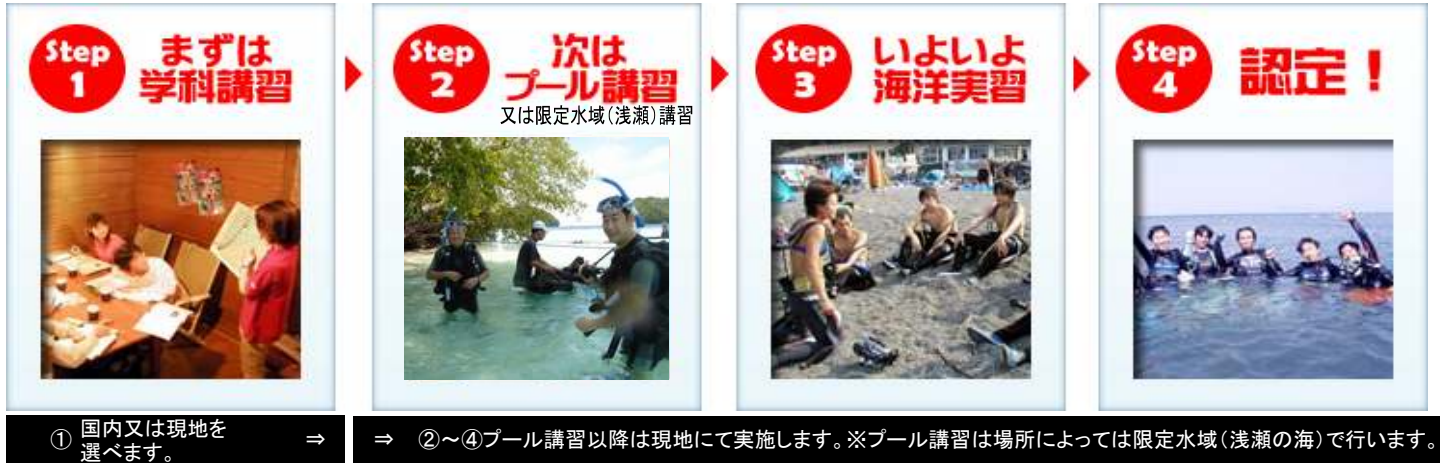 Step
1
まずは
学科講習
Step
2
次は
プール講習
又は限定水域(浅瀬)講習
Step
3
いよいよ
海洋実習
Step
4
認定!
① 国内又は現地を
選べます。
⇒
⇒ ②~④プール講習以降は現地にて実施します。※プール講習は場所によっては限定水域(浅瀬の海)で行います。